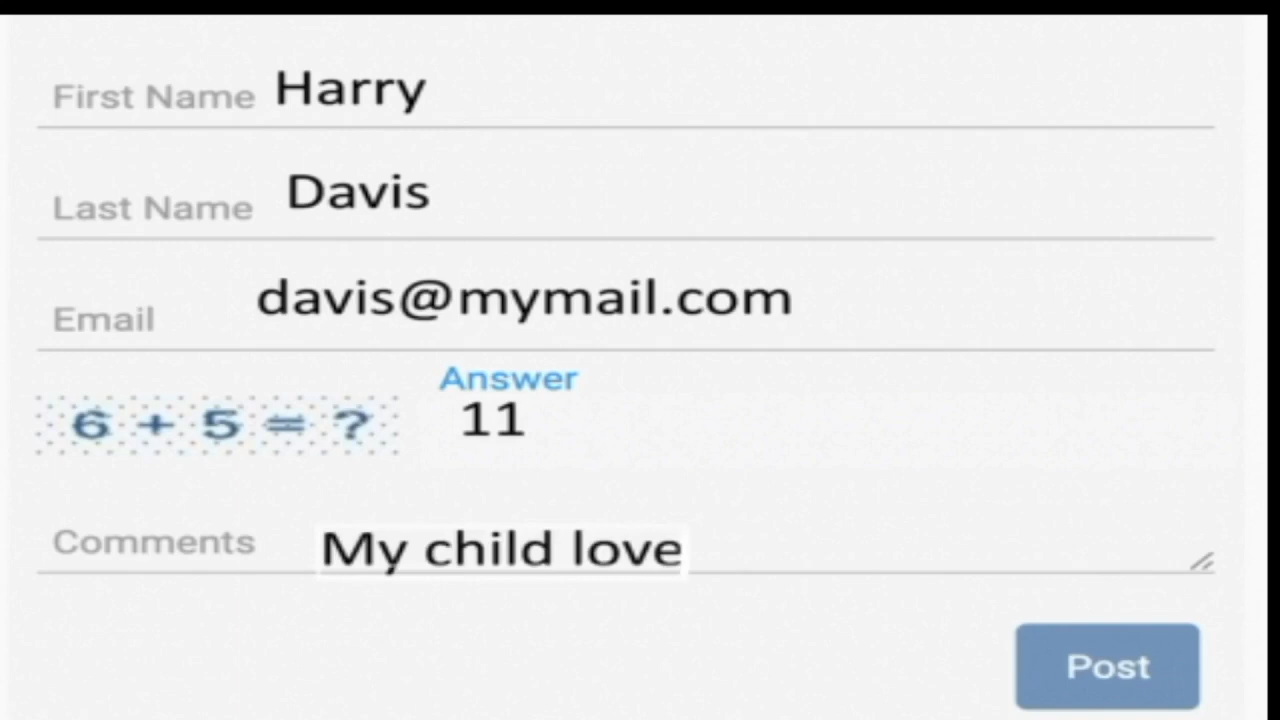 First Name Harry
Last Name Davis
Email davis@mymail.com
Answer
6 + 5 = ? 11
Comments My child love
Post